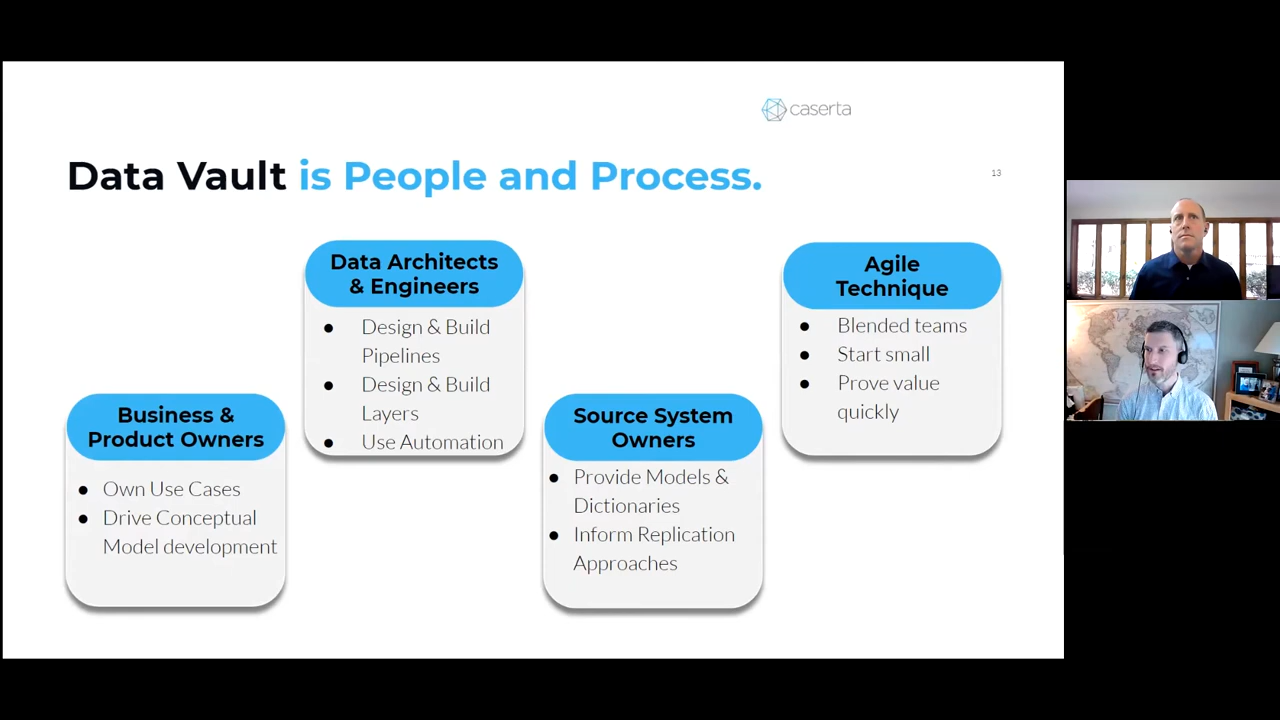 caserta
Data Vault is People and Process.
13
Business &
Product Owners
● Own Use Cases
● Drive Conceptual
Model development
Data Architects
& Engineers
● Design & Build
Pipelines
● Design & Build
Layers
● Use Automation
Source System
Owners
● Provide Models &
Dictionaries
● Inform Replication
Approaches
Agile
Technique
● Blended teams
● Start small
● Prove value
quickly